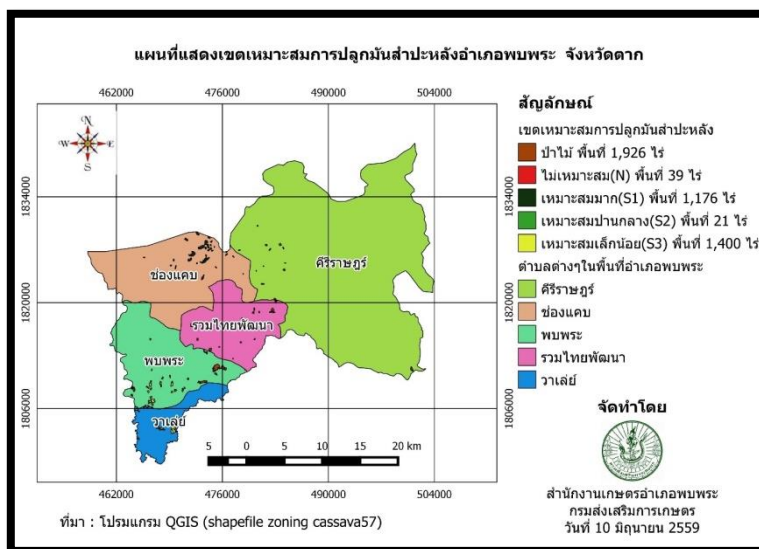 แผนที่แสดงเขตเหมาะสมการปลูกมันสำปะหลังอำเภอพบพระ จังหวัดตาก
462000 476000 490000 504000
N
W E
S
1834000 1834000
1820000 1820000
1806000 1806000
ช่องแคบ
คีรีราษฎร์
รวมไทยพัฒนา
พบพระ
วาเล่ย์
5 0 5 10 15 20 km
462000 476000 490000 504000
ที่มา : โปรมแกรม QGIS (shapefile zoning cassava57)
สัญลักษณ์
เขตเหมาะสมการปลูกมันสำปะหลัง
ป่าไม้ พื้นที่ 1,926 ไร่
ไม่เหมาะสม(N) พื้นที่ 39 ไร่
เหมาะสมมาก(S1) พื้นที่ 1,176 ไร่
เหมาะสมปานกลาง(S2) พื้นที่ 21 ไร่
เหมาะสมเล็กน้อย(S3) พื้นที่ 1,400 ไร่
ตำบลต่างๆในพื้นที่อำเภอพบพระ
คีรีราษฎร์
ช่องแคบ
พบพระ
รวมไทยพัฒนา
วาเล่ย์
จัดทำโดย
สำนักงานเกษตรอำเภอพบพระ
กรมส่งเสริมการเกษตร
วันที่ 10 มิถุนายน 2559